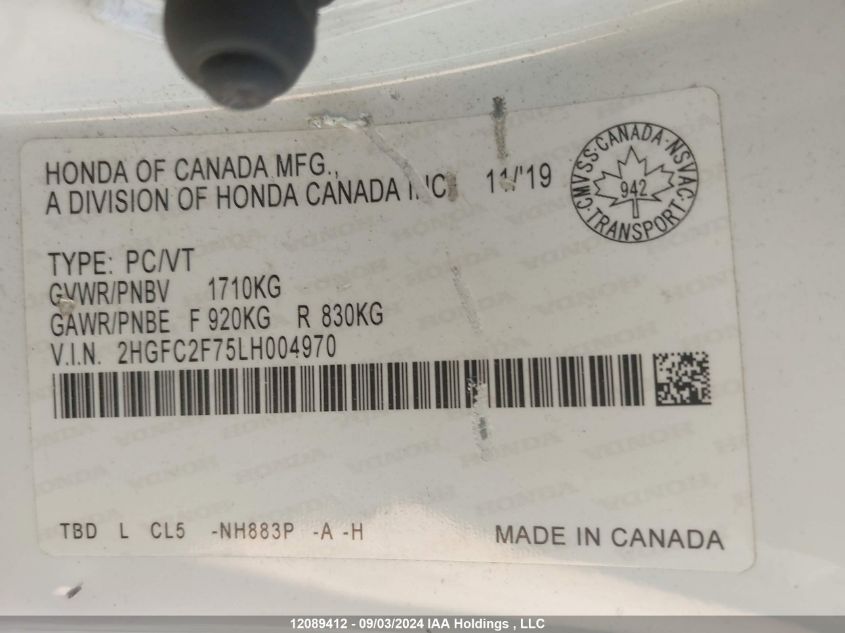 HONDA OF CANADA MFG.,
A DIVISION OF HONDA CANADA INC. 11/'19
CMVSS·CANADA·NSVAC
942
·TRANSPORT·
TYPE: PC/VT
GVWR/PNBV 1710KG
GAWR/PNBE F 920KG R 830KG
V.I.N. 2HGFC2F75LH004970
TBD L CL5 -NH883P -A -H
MADE IN CANADA
12089412 - 09/03/2024 IAA Holdings , LLC